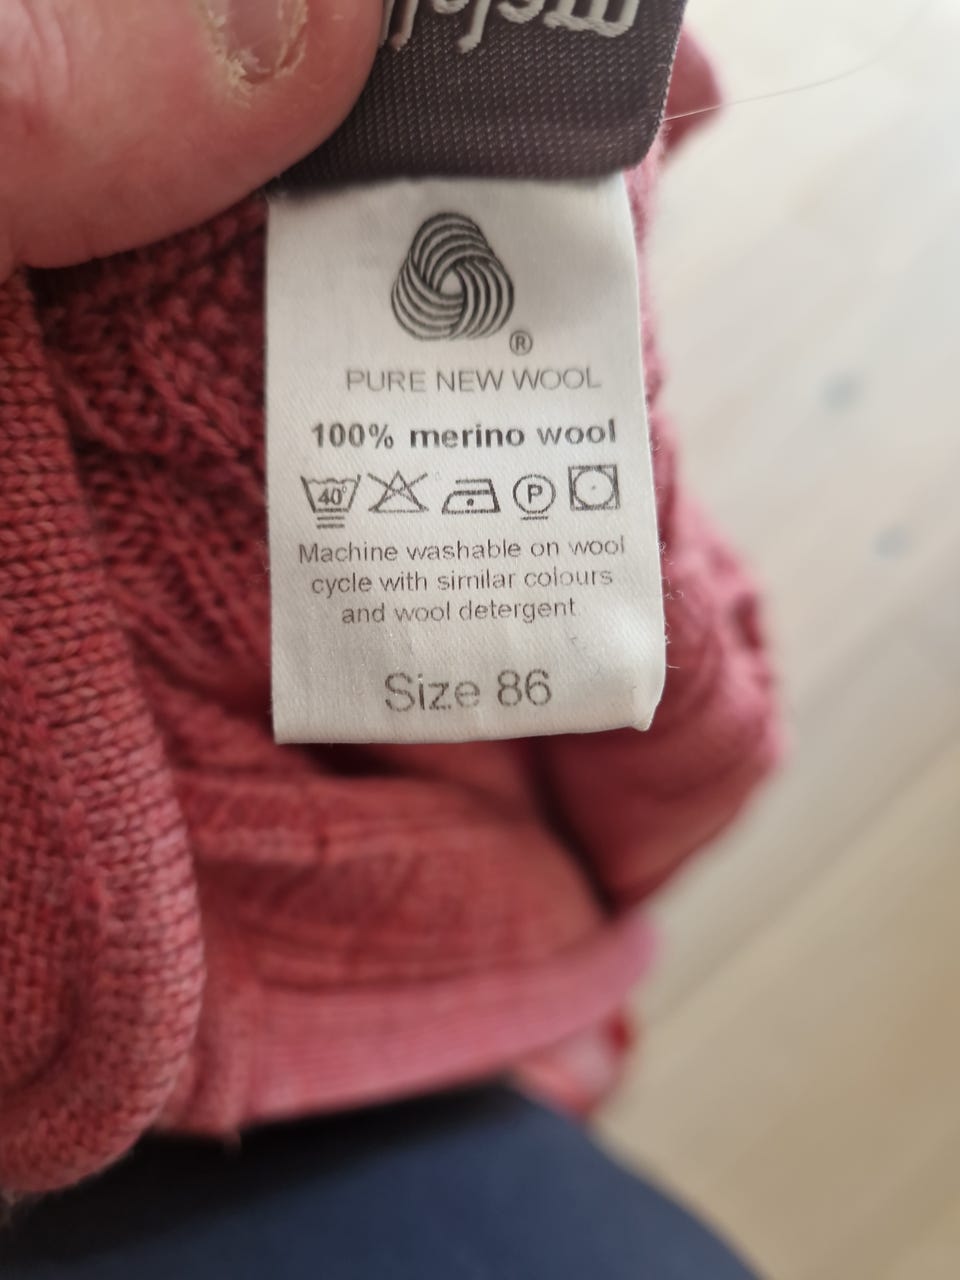 ®
PURE NEW WOOL
100% merino wool
40° P
Machine washable on wool
cycle with similar colours
and wool detergent
Size 86